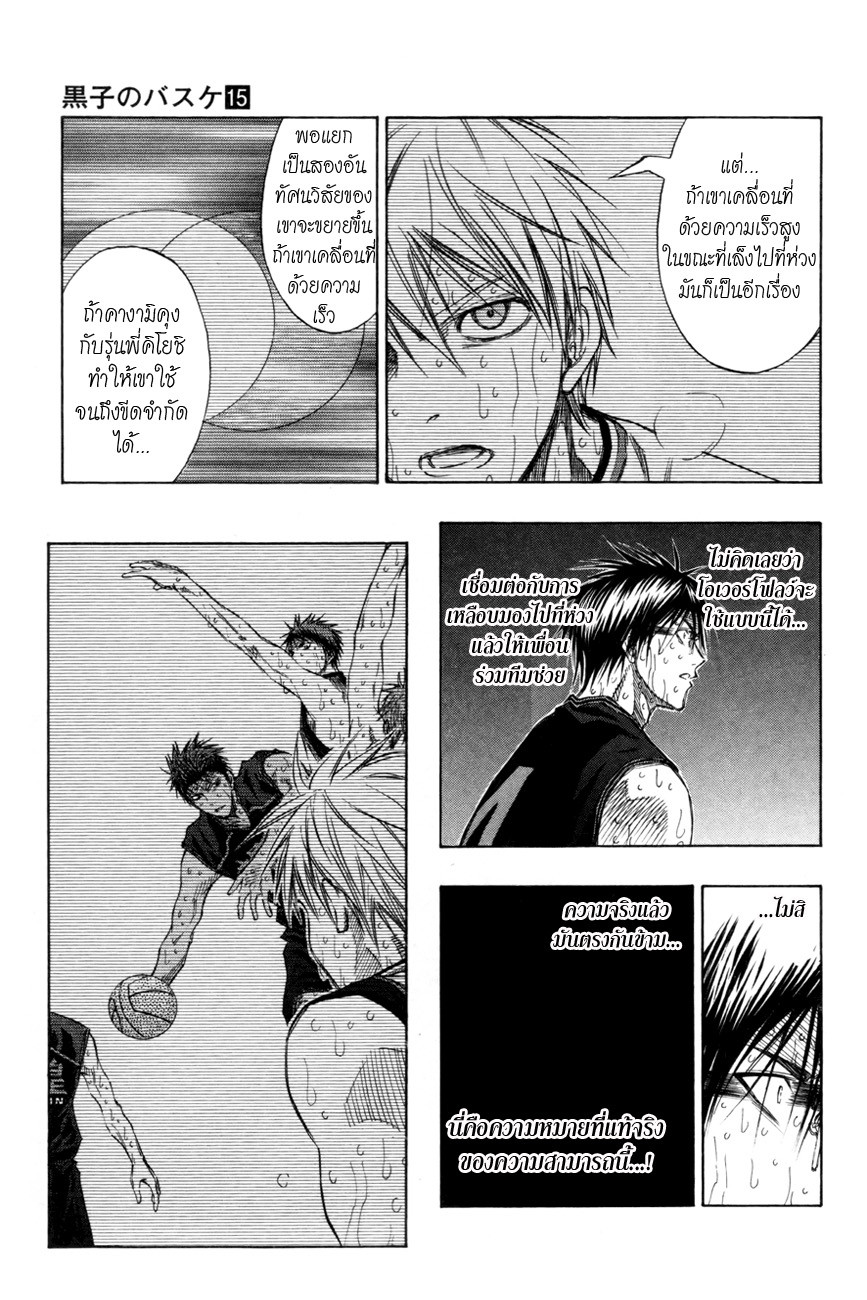 黒子のバスケ15
แต่...
ถ้าเขาเคลื่อนที่
ด้วยความเร็วสูง
ในขณะที่เล็งไปที่ห่วง
มันก็เป็นอีกเรื่อง
พอแยก
เป็นสองอัน
ทัศนวิสัยของ
เขาจะขยายขึ้น
ถ้าเขาเคลื่อนที่
ด้วยความ
เร็ว
ถ้าคางามิคุง
กับรุ่นพี่คิโยชิ
ทำให้เขาใช้
จนถึงขีดจำกัด
ได้...
ไม่คิดเลยว่า
โอเวอร์โฟลว์จะ
ใช้แบบนี้ได้...
เชื่อมต่อกับการ
เหลือบมองไปที่ห่วง
แล้วให้เพื่อน
ร่วมทีมช่วย
...ไม่สิ
ความจริงแล้ว
มันตรงกันข้าม...
นี่คือความหมายที่แท้จริง
ของความสามารถนี้...!